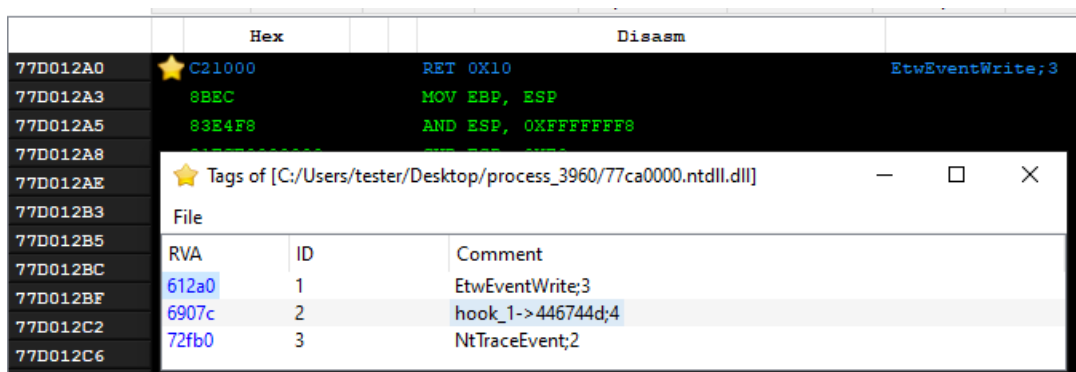 Hex Disasm
77D012A0 C21000 RET 0X10 EtwEventWrite;3
77D012A3 8BEC MOV EBP, ESP
77D012A5 83E4F8 AND ESP, 0XFFFFFFF8
77D012A8
Tags of [C:/Users/tester/Desktop/process_3960/77ca0000.ntdll.dll]
77D012AE
77D012B3 File
77D012B5 RVA ID Comment
77D012BC
612a0 1 EtwEventWrite;3
77D012BF
6907c 2 hook_1->446744d;4
77D012C2
72fb0 3 NtTraceEvent;2
77D012C6